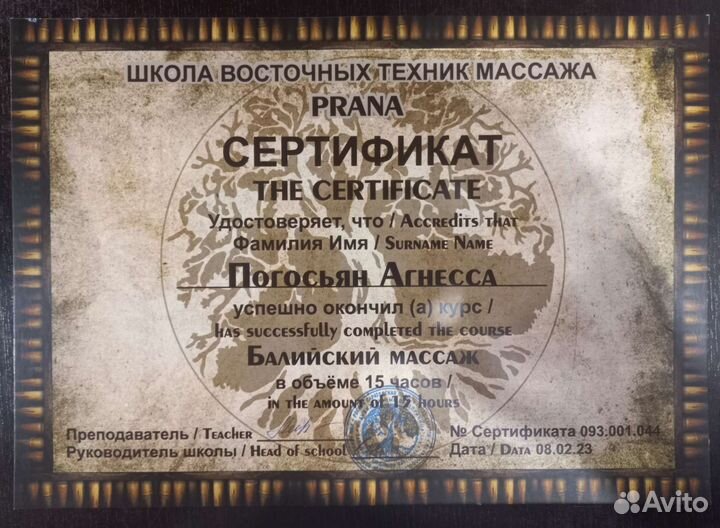 ШКОЛА ВОСТОЧНЫХ ТЕХНИК МАССАЖА
PRANA
СЕРТИФИКАТ
THE CERTIFICATE
Удостоверяет, что / Accredits that
Фамилия Имя / Surname Name
Погосьян Агнесса
успешно окончил (а) курс /
has successfully completed the course
Балийский массаж
в объёме 15 часов /
in the amount of 15 hours
Преподаватель / Teacher
Руководитель школы / Head of school
№ Сертификата 093.001.044
Дата / Data 08.02.23
Avito